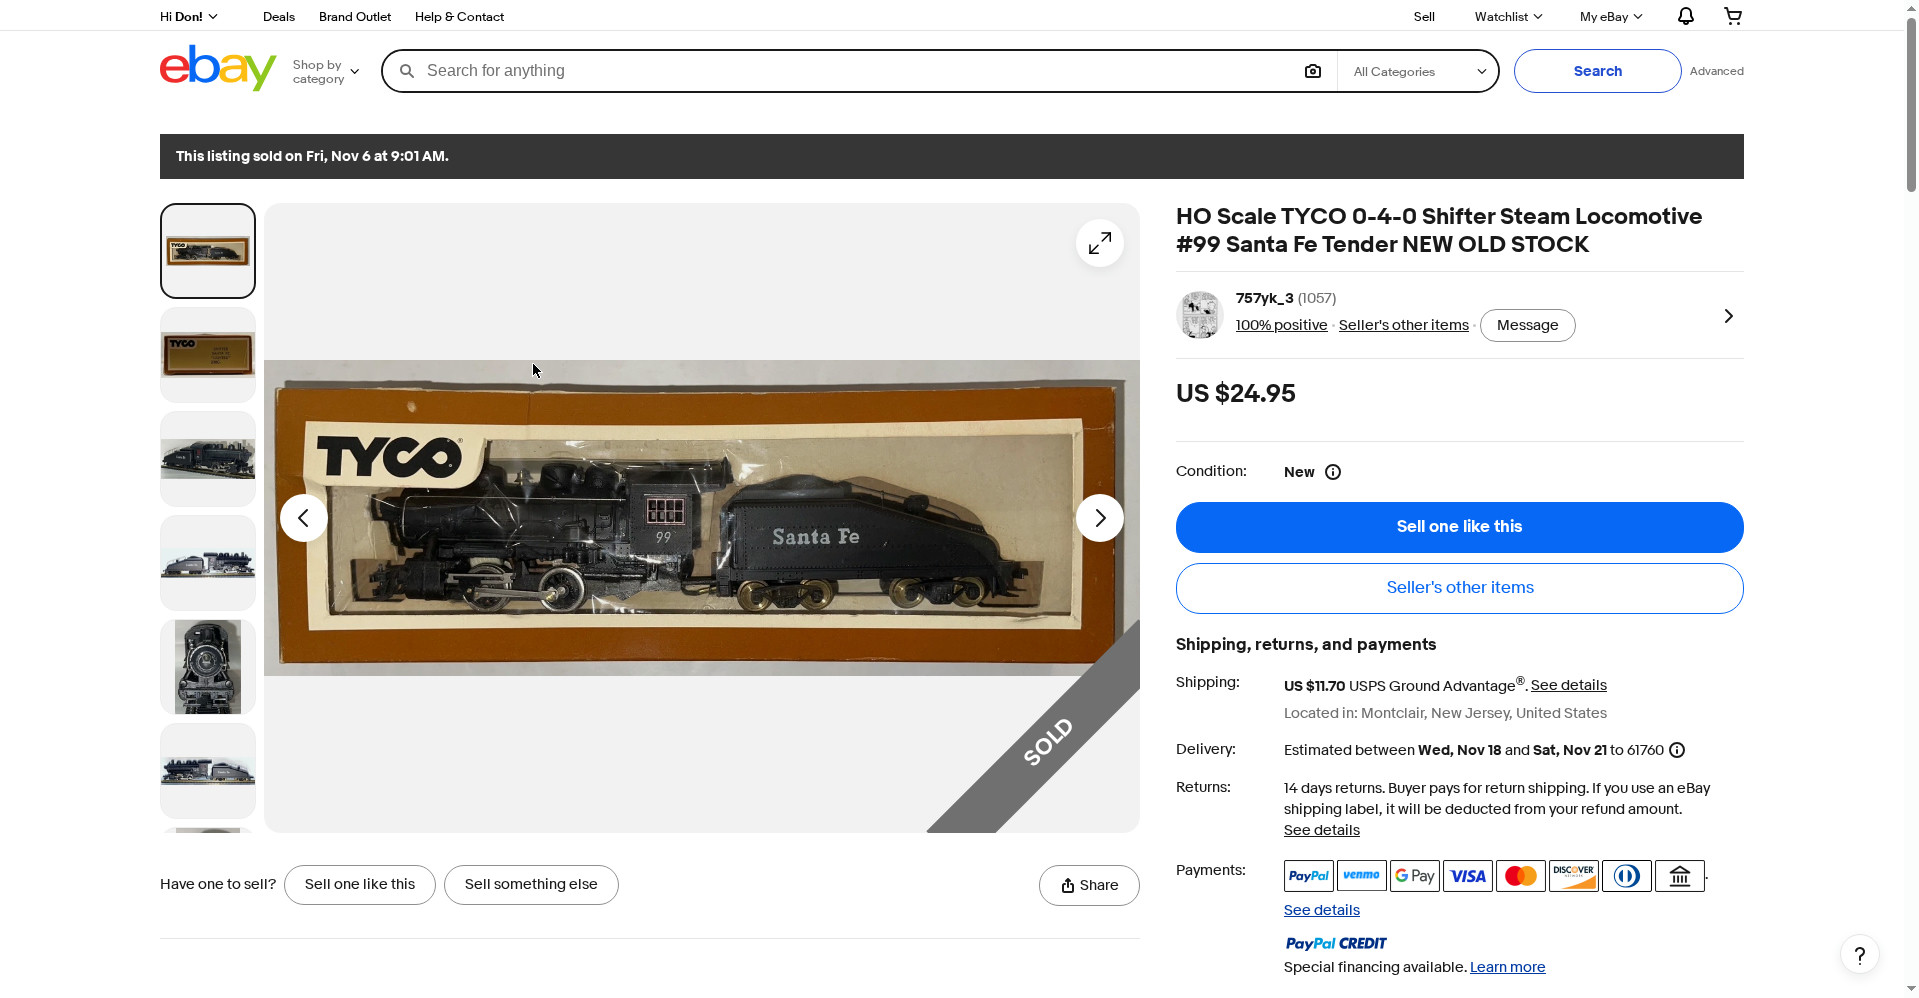 Hi Don!
Deals
Brand Outlet
Help & Contact
Sell
Watchlist
My eBay
ebay
Shop by
category
Search for anything
All Categories
Search
Advanced
This listing sold on Fri, Nov 6 at 9:01 AM.
TYCO
99
Santa Fe
SOLD
HO Scale TYCO 0-4-0 Shifter Steam Locomotive
#99 Santa Fe Tender NEW OLD STOCK
757yk_3 (1057)
100% positive · Seller's other items · Message
US $24.95
Condition: New
Sell one like this
Seller's other items
Shipping, returns, and payments
Shipping: US $11.70 USPS Ground Advantage®. See details
Located in: Montclair, New Jersey, United States
Delivery: Estimated between Wed, Nov 18 and Sat, Nov 21 to 61760
Returns: 14 days returns. Buyer pays for return shipping. If you use an eBay
shipping label, it will be deducted from your refund amount.
See details
Payments: PayPal venmo G Pay VISA DISCOVER
See details
PayPal CREDIT
Special financing available. Learn more
Have one to sell? Sell one like this Sell something else
Share
?